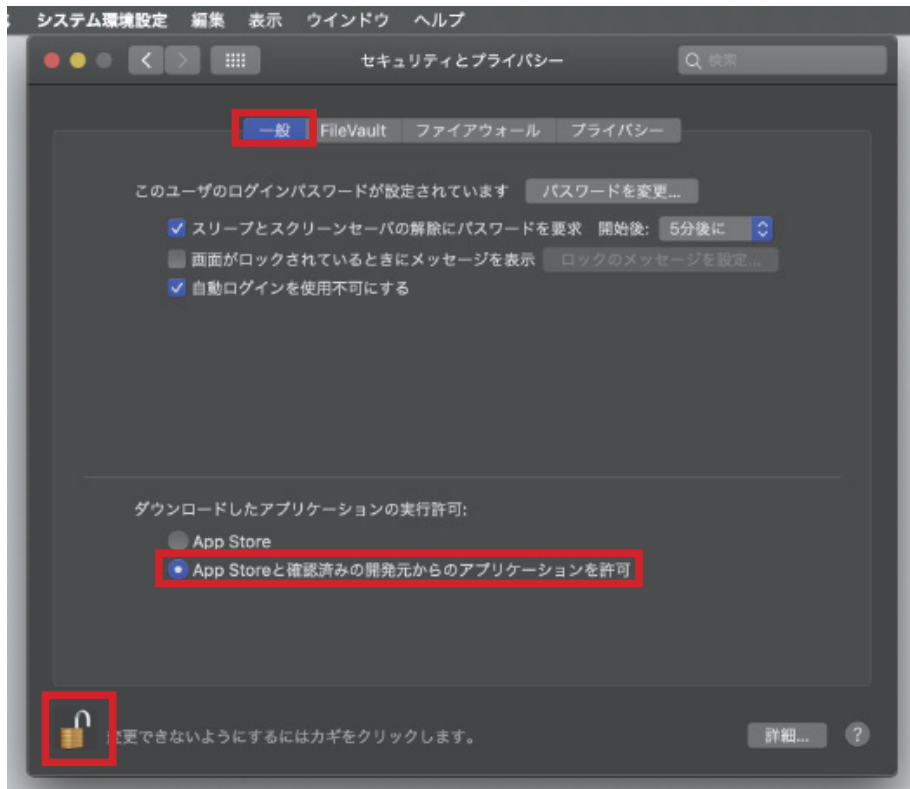 システム環境設定 編集 表示 ウインドウ ヘルプ
セキュリティとプライバシー 検索
一般 FileVault ファイアウォール プライバシー
このユーザのログインパスワードが設定されています パスワードを変更...
スリープとスクリーンセーバの解除にパスワードを要求 開始後: 5分後に
画面がロックされているときにメッセージを表示 ロックのメッセージを設定...
自動ログインを使用不可にする
ダウンロードしたアプリケーションの実行許可:
App Store
App Storeと確認済みの開発元からのアプリケーションを許可
変更できないようにするにはカギをクリックします。 詳細... ?